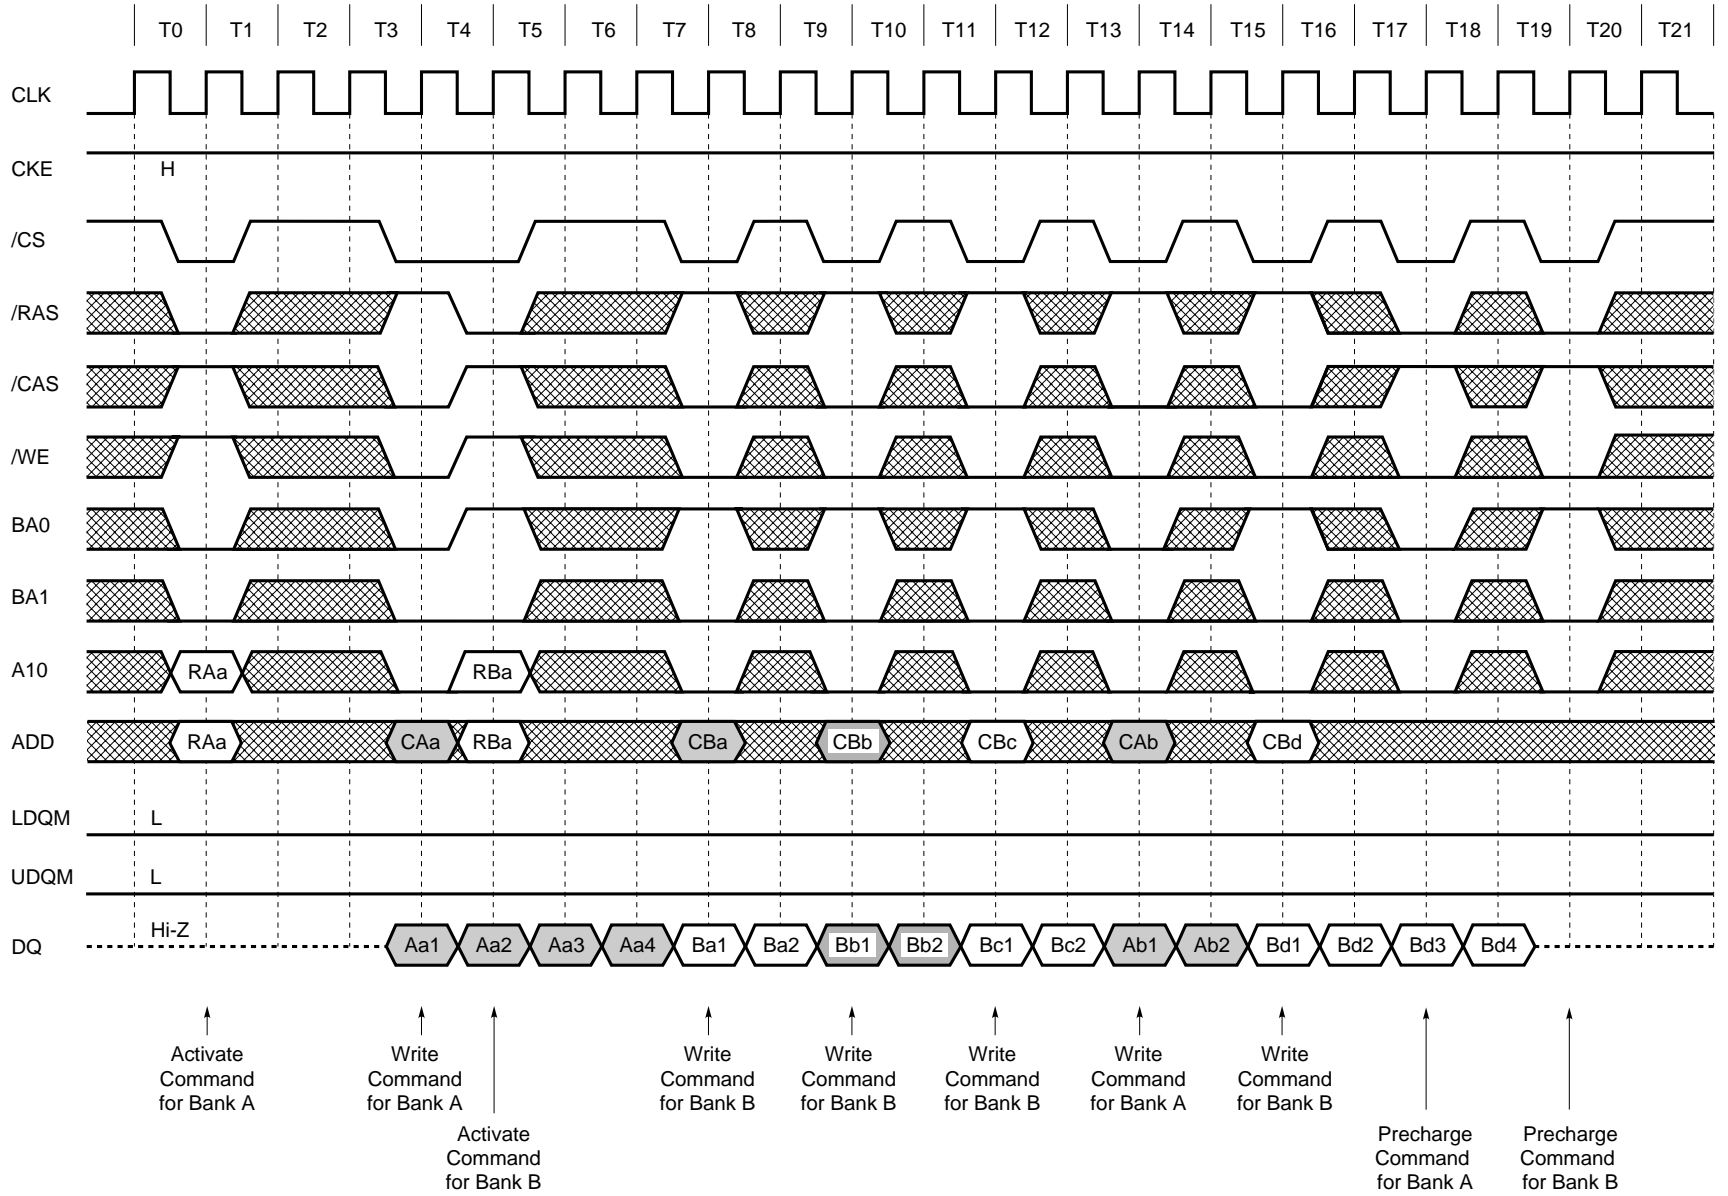 T0 T1 T2 T3 T4 T5 T6 T7 T8 T9 T10 T11 T12 T13 T14 T15 T16 T17 T18 T19 T20 T21
CLK
CKE H
/CS
/RAS
/CAS
/WE
BA0
BA1
A10 RAa RBa
ADD RAa CAa RBa CBa CBb CBc CAb CBd
LDQM L
UDQM L
DQ Hi-Z Aa1 Aa2 Aa3 Aa4 Ba1 Ba2 Bb1 Bb2 Bc1 Bc2 Ab1 Ab2 Bd1 Bd2 Bd3 Bd4
Activate
Command
for Bank A
Write
Command
for Bank A
Activate
Command
for Bank B
Write
Command
for Bank B
Write
Command
for Bank B
Write
Command
for Bank B
Write
Command
for Bank A
Write
Command
for Bank B
Precharge
Command
for Bank A
Precharge
Command
for Bank B